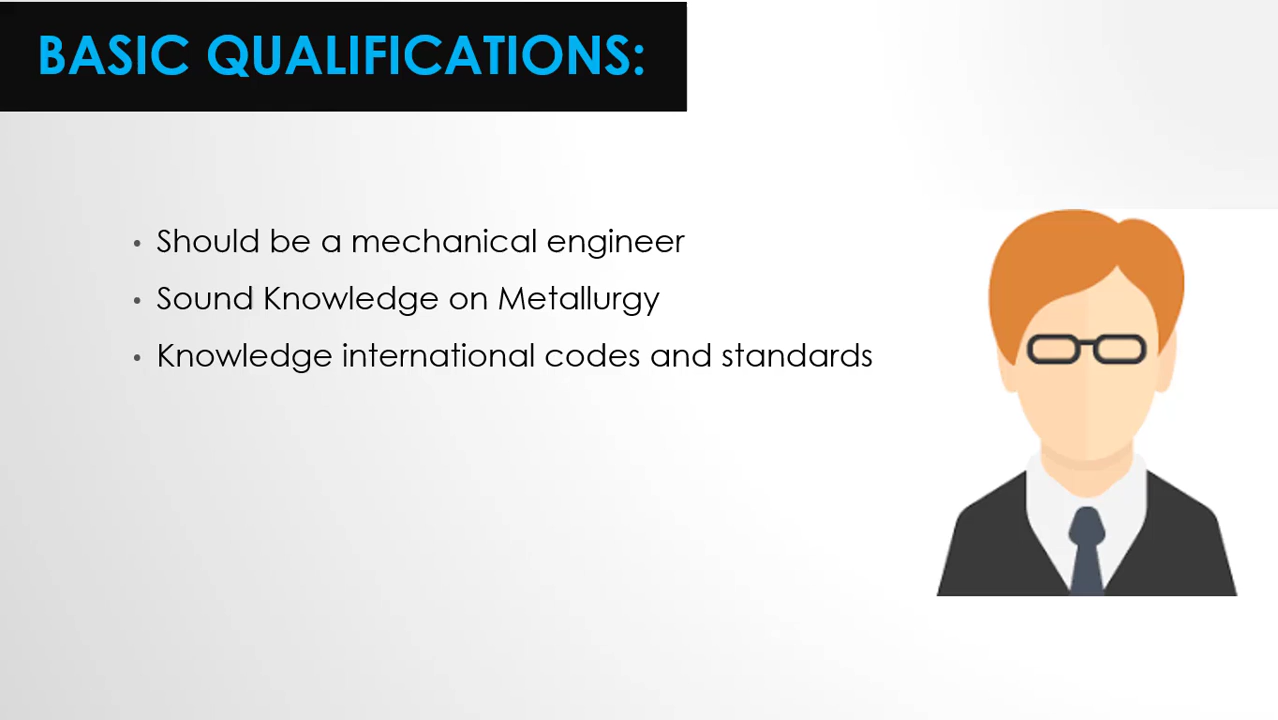 BASIC QUALIFICATIONS:
• Should be a mechanical engineer
• Sound Knowledge on Metallurgy
• Knowledge international codes and standards